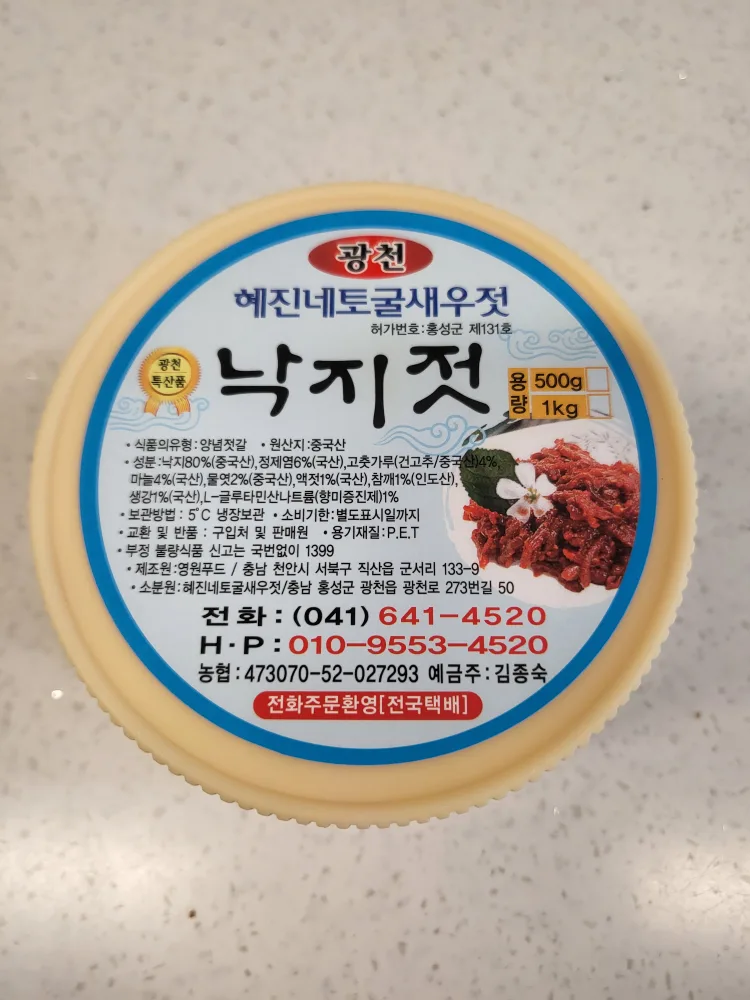 광천
혜진네토굴새우젓
허가번호:홍성군 제131호
광천
특산품
낙지젓
용량
500g
1kg
• 식품의유형:양념젓갈 • 원산지:중국산
• 성분:낙지80%(중국산),정제염6%(국산),고춧가루(건고추/중국산)4%,
마늘4%(국산),물엿2%(중국산),액젓1%(국산),참깨1%(인도산),
생강1%(국산),L-글루타민산나트륨(향미증진제)1%
• 보관방법 : 5℃ 냉장보관 • 소비기한:별도표시일까지
• 교환 및 반품 : 구입처 및 판매원 • 용기재질:P.E.T
• 부정 불량식품 신고는 국번없이 1399
• 제조원:영원푸드 / 충남 천안시 서북구 직산읍 군서리 133-9
• 소분원:혜진네토굴새우젓/충남 홍성군 광천읍 광천로 273번길 50
전화 : (041) 641-4520
H·P : 010-9553-4520
농협:473070-52-027293 예금주:김종숙
전화주문환영[전국택배]